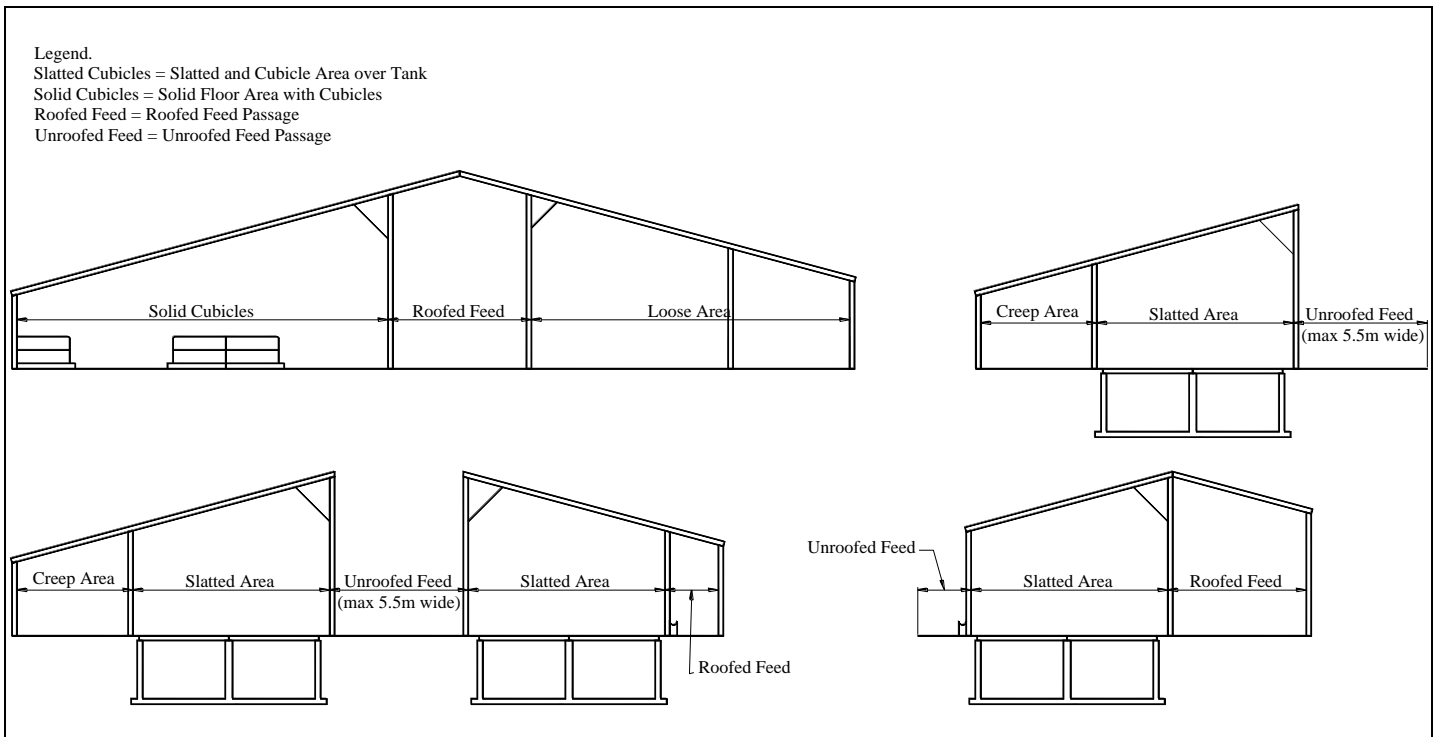 Legend.
Slatted Cubicles = Slatted and Cubicle Area over Tank
Solid Cubicles = Solid Floor Area with Cubicles
Roofed Feed = Roofed Feed Passage
Unroofed Feed = Unroofed Feed Passage
Solid Cubicles
Roofed Feed
Loose Area
Creep Area
Slatted Area
Unroofed Feed
(max 5.5m wide)
Creep Area
Slatted Area
Unroofed Feed
(max 5.5m wide)
Slatted Area
Roofed Feed
Unroofed Feed
Slatted Area
Roofed Feed